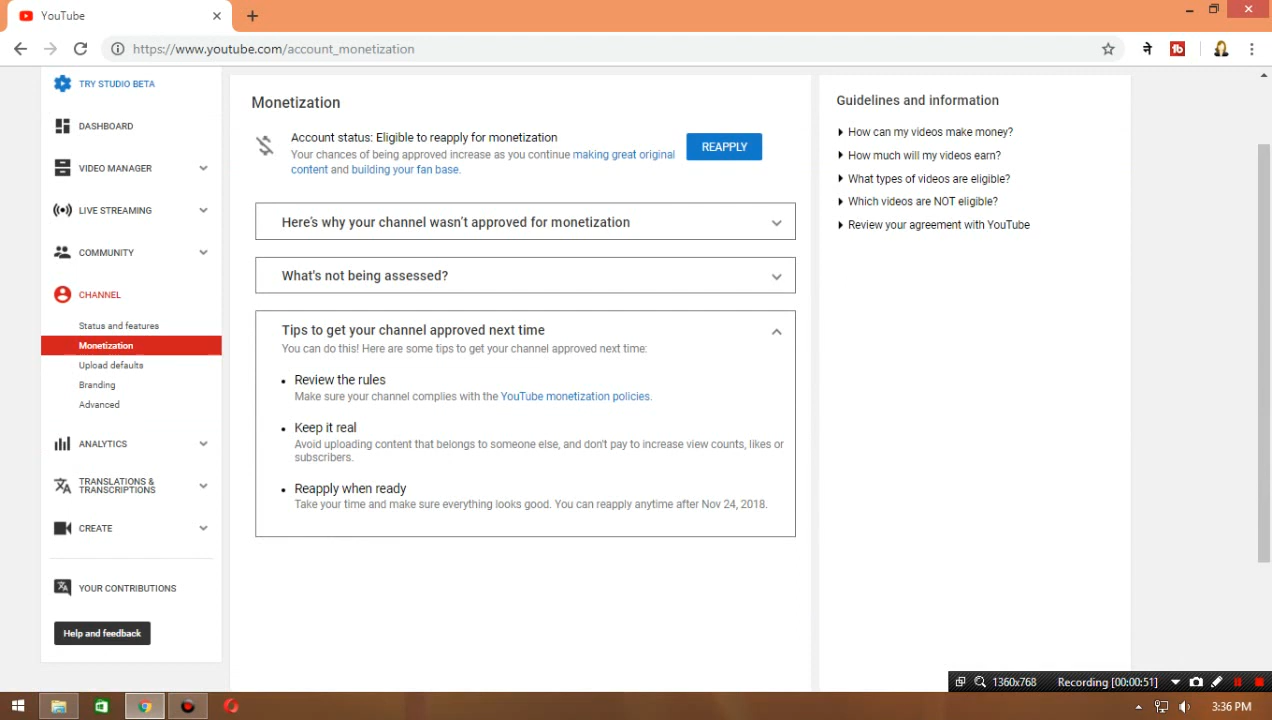 YouTube
https://www.youtube.com/account_monetization
ने
TRY STUDIO BETA
DASHBOARD
VIDEO MANAGER
LIVE STREAMING
COMMUNITY
CHANNEL
Status and features
Monetization
Upload defaults
Branding
Advanced
ANALYTICS
TRANSLATIONS &
TRANSCRIPTIONS
CREATE
YOUR CONTRIBUTIONS
Help and feedback
Monetization
Account status: Eligible to reapply for monetization
Your chances of being approved increase as you continue making great original
content and building your fan base.
REAPPLY
Here's why your channel wasn't approved for monetization
What's not being assessed?
Tips to get your channel approved next time
You can do this! Here are some tips to get your channel approved next time:
Review the rules
Make sure your channel complies with the YouTube monetization policies.
Keep it real
Avoid uploading content that belongs to someone else, and don't pay to increase view counts, likes or
subscribers.
Reapply when ready
Take your time and make sure everything looks good. You can reapply anytime after Nov 24, 2018.
Guidelines and information
How can my videos make money?
How much will my videos earn?
What types of videos are eligible?
Which videos are NOT eligible?
Review your agreement with YouTube
1360x768 Recording [00:00:51]
3:36 PM